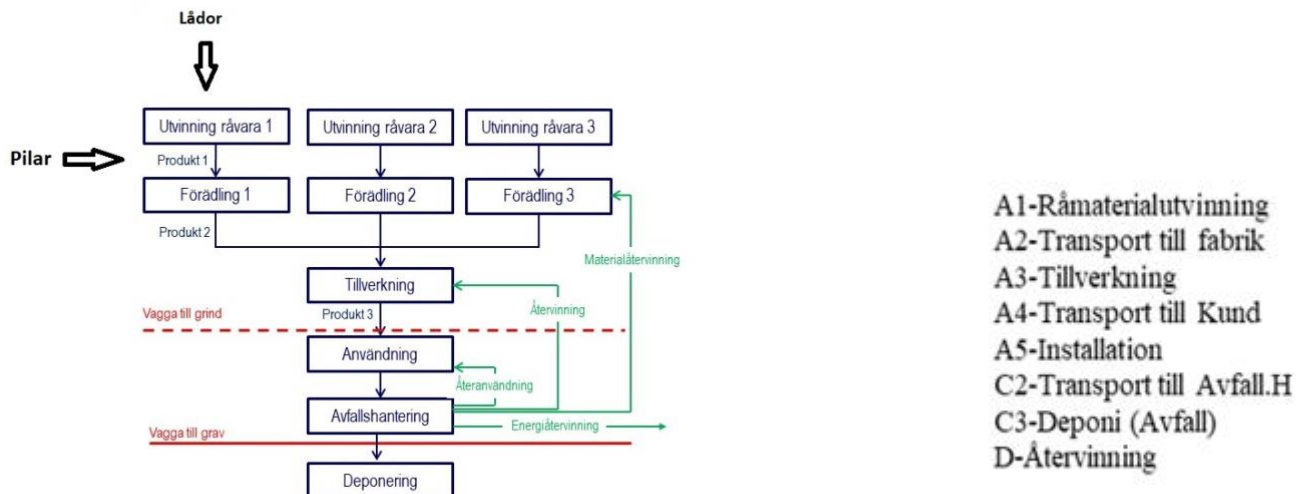 Lådor
Utvinning råvara 1
Utvinning råvara 2
Utvinning råvara 3
Pilar
Produkt 1
Förädling 1
Förädling 2
Förädling 3
Produkt 2
Materialåtervinning
Tillverkning
Återvinning
Vagga till grind
Produkt 3
Användning
Återanvändning
Avfallshantering
Energiåtervinning
Vagga till grav
Deponering
A1-Råmaterialutvinning
A2-Transport till fabrik
A3-Tillverkning
A4-Transport till Kund
A5-Installation
C2-Transport till Avfall.H
C3-Deponi (Avfall)
D-Återvinning